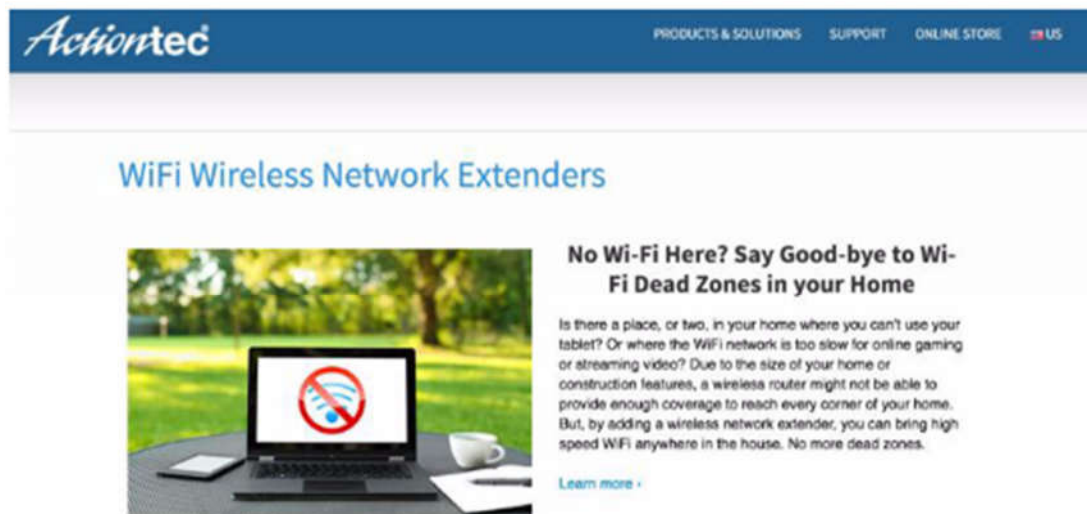 Actiontec®
PRODUCTS & SOLUTIONS SUPPORT ONLINE STORE US
WiFi Wireless Network Extenders
No Wi-Fi Here? Say Good-bye to Wi-
Fi Dead Zones in your Home
Is there a place, or two, in your home where you can't use your
tablet? Or where the WiFi network is too slow for online gaming
or streaming video? Due to the size of your home or
construction features, a wireless router might not be able to
provide enough coverage to reach every corner of your home.
But, by adding a wireless network extender, you can bring high
speed WiFi anywhere in the house. No more dead zones.
Learn more ›